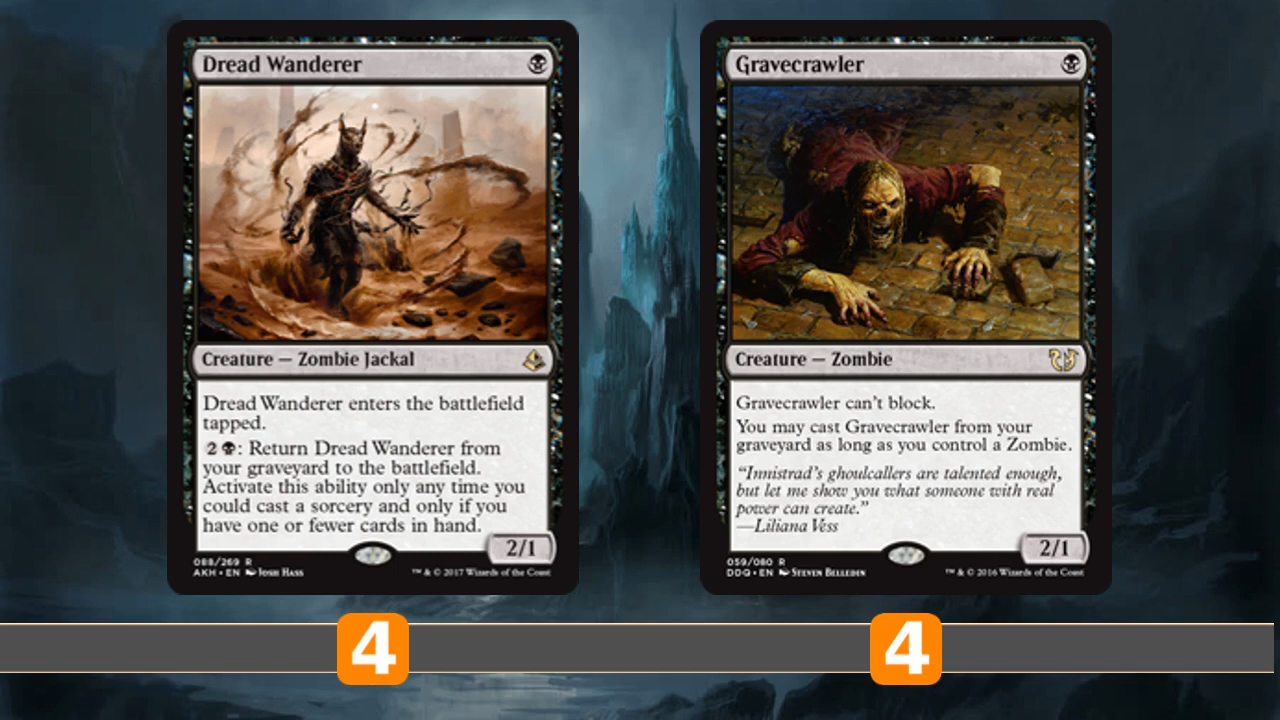 Dread Wanderer
Creature — Zombie Jackal
Dread Wanderer enters the battlefield
tapped.
2 : Return Dread Wanderer from
your graveyard to the battlefield.
Activate this ability only any time you
could cast a sorcery and only if you
have one or fewer cards in hand.
2/1
088/269 R
AKH • EN Josh Hass
™ & © 2017 Wizards of the Coast
4
Gravecrawler
Creature — Zombie
Gravecrawler can't block.
You may cast Gravecrawler from your
graveyard as long as you control a Zombie.
“Innistrad's ghoulcallers are talented enough,
but let me show you what someone with real
power can create.”
—Liliana Vess
2/1
059/080 R
DDQ • EN Steven Belledin
™ & © 2016 Wizards of the Coast
4